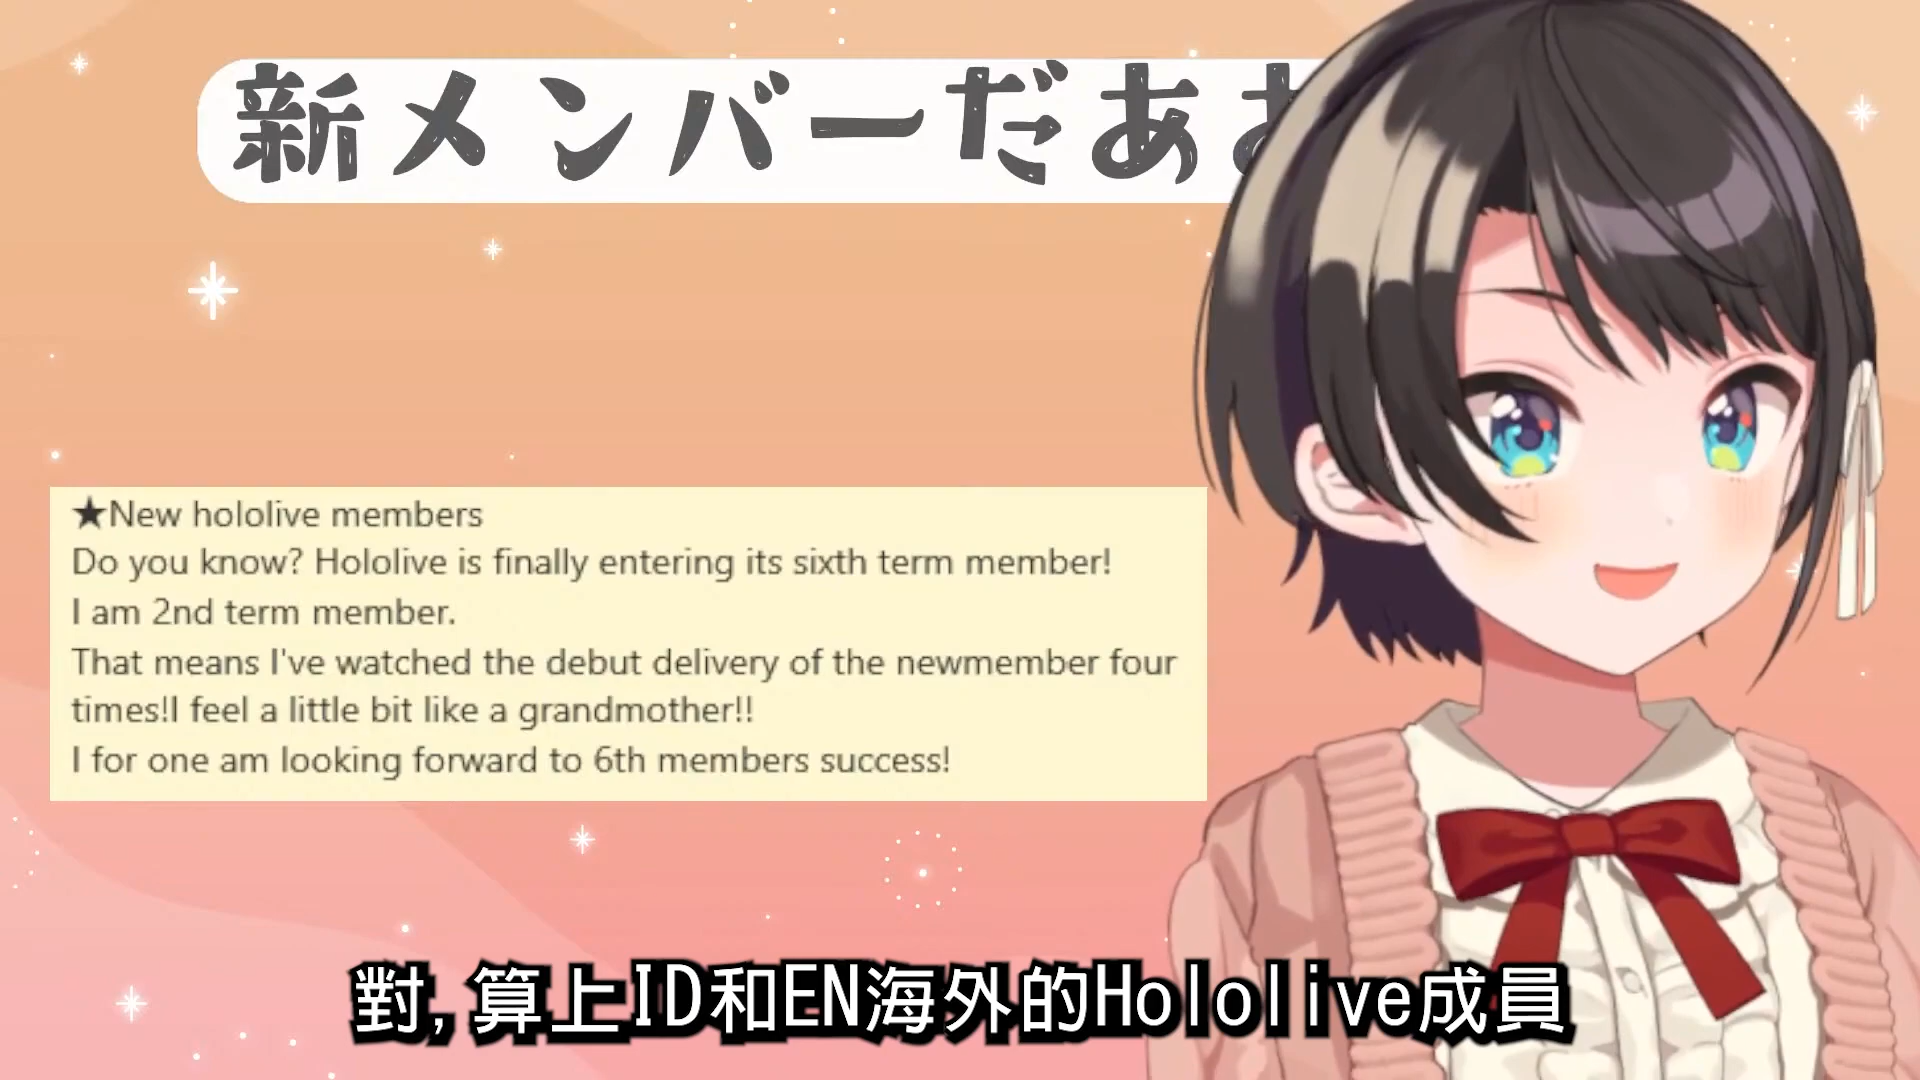 新メンバーだああ
★New hololive members
Do you know? Hololive is finally entering its sixth term member!
I am 2nd term member.
That means I've watched the debut delivery of the newmember four
times!I feel a little bit like a grandmother!!
I for one am looking forward to 6th members success!
對,算上ID和EN海外的Hololive成員